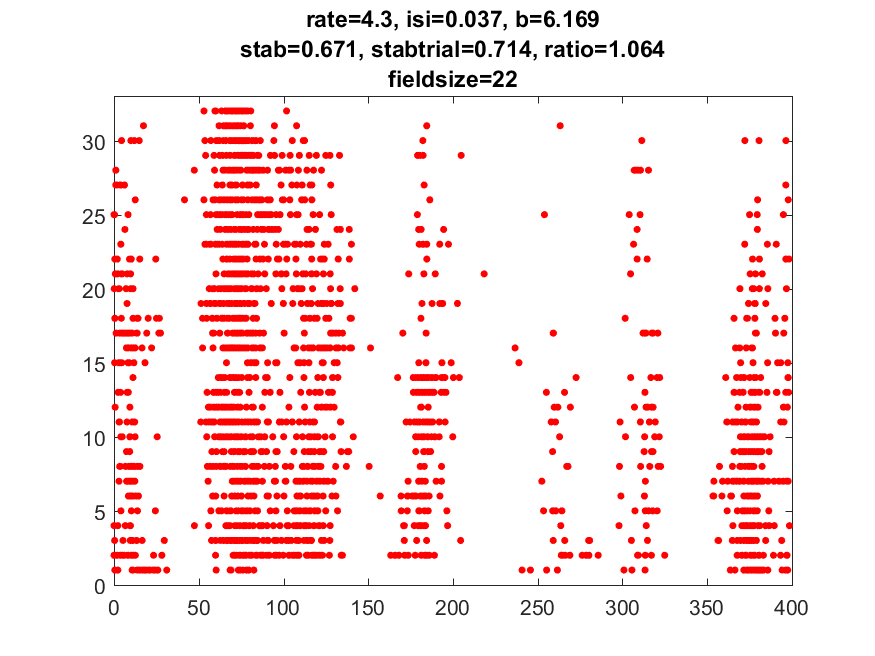 rate=4.3, isi=0.037, b=6.169
stab=0.671, stabtrial=0.714, ratio=1.064
fieldsize=22
30
25
20
15
10
5
0
0 50 100 150 200 250 300 350 400